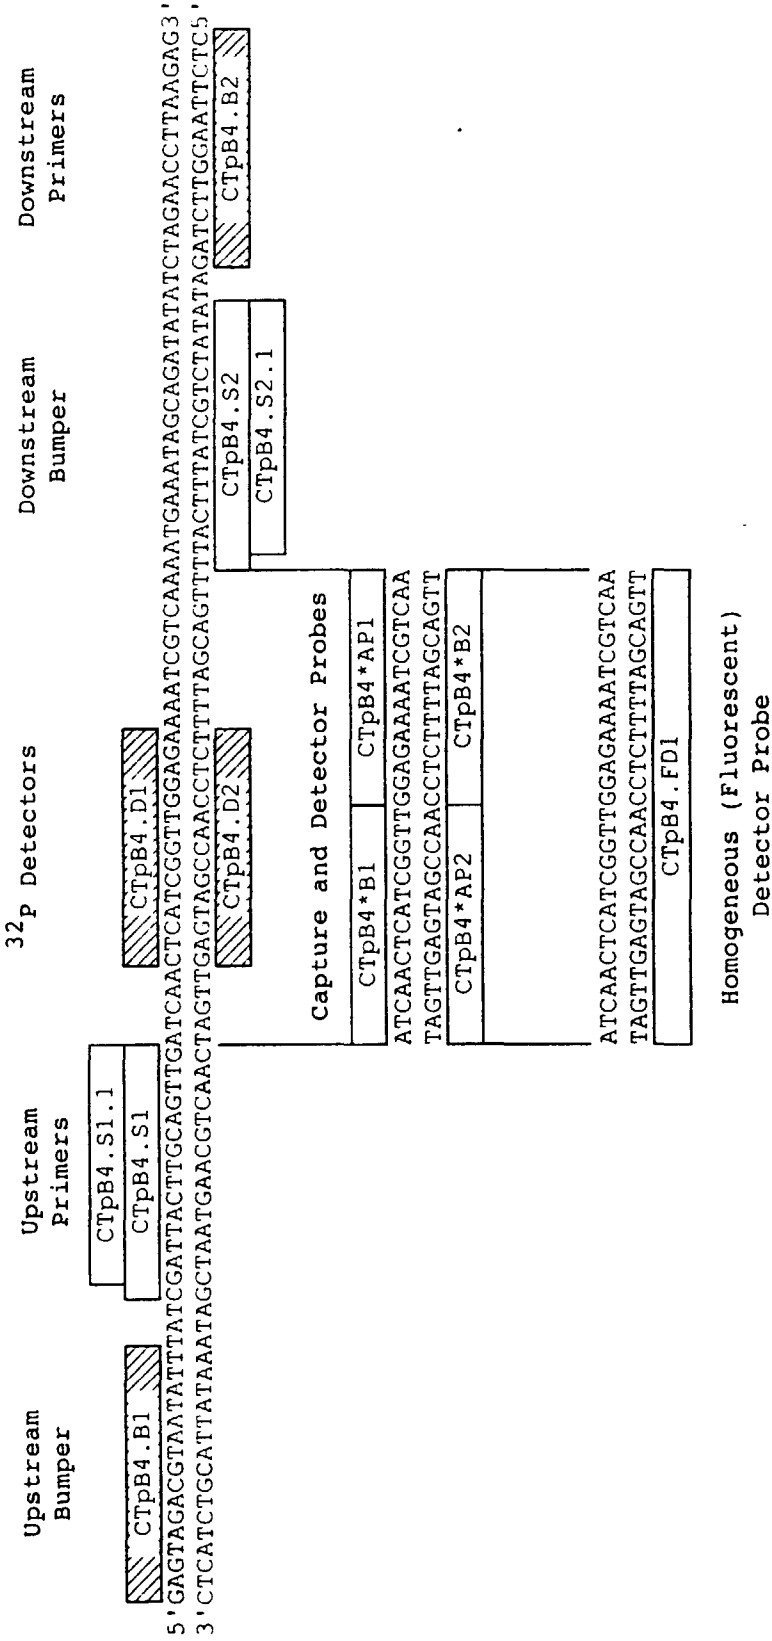 Upstream
Bumper
Upstream
Primers
³²P Detectors
Downstream
Bumper
Downstream
Primers
CTpB4.S1.1
CTpB4.B1
CTpB4.S1
CTpB4.D1
5'GAGTAGACGTAATATTTATCGATTACTTGCAGTTGATCAACTCATCGGTTGGAGAAAATCGTCAAAATGAAATAGCAGATATATCTAGAACCTTAAGAG3'
3'CTCATCTGCATTATAAATAGCTAATGAACGTCAACTAGTTGAGTAGCCAACCTCTTTTAGCAGTTTTACTTTATCGTCTATATAGATCTTGGAATTCTC5'
CTpB4.D2
CTpB4.S2
CTpB4.B2
CTpB4.S2.1
Capture and Detector Probes
CTpB4*B1
CTpB4*AP1
ATCAACTCATCGGTTGGAGAAAATCGTCAA
TAGTTGAGTAGCCAACCTCTTTTAGCAGTT
CTpB4*AP2
CTpB4*B2
ATCAACTCATCGGTTGGAGAAAATCGTCAA
TAGTTGAGTAGCCAACCTCTTTTAGCAGTT
CTpB4.FD1
Homogeneous (Fluorescent)
Detector Probe